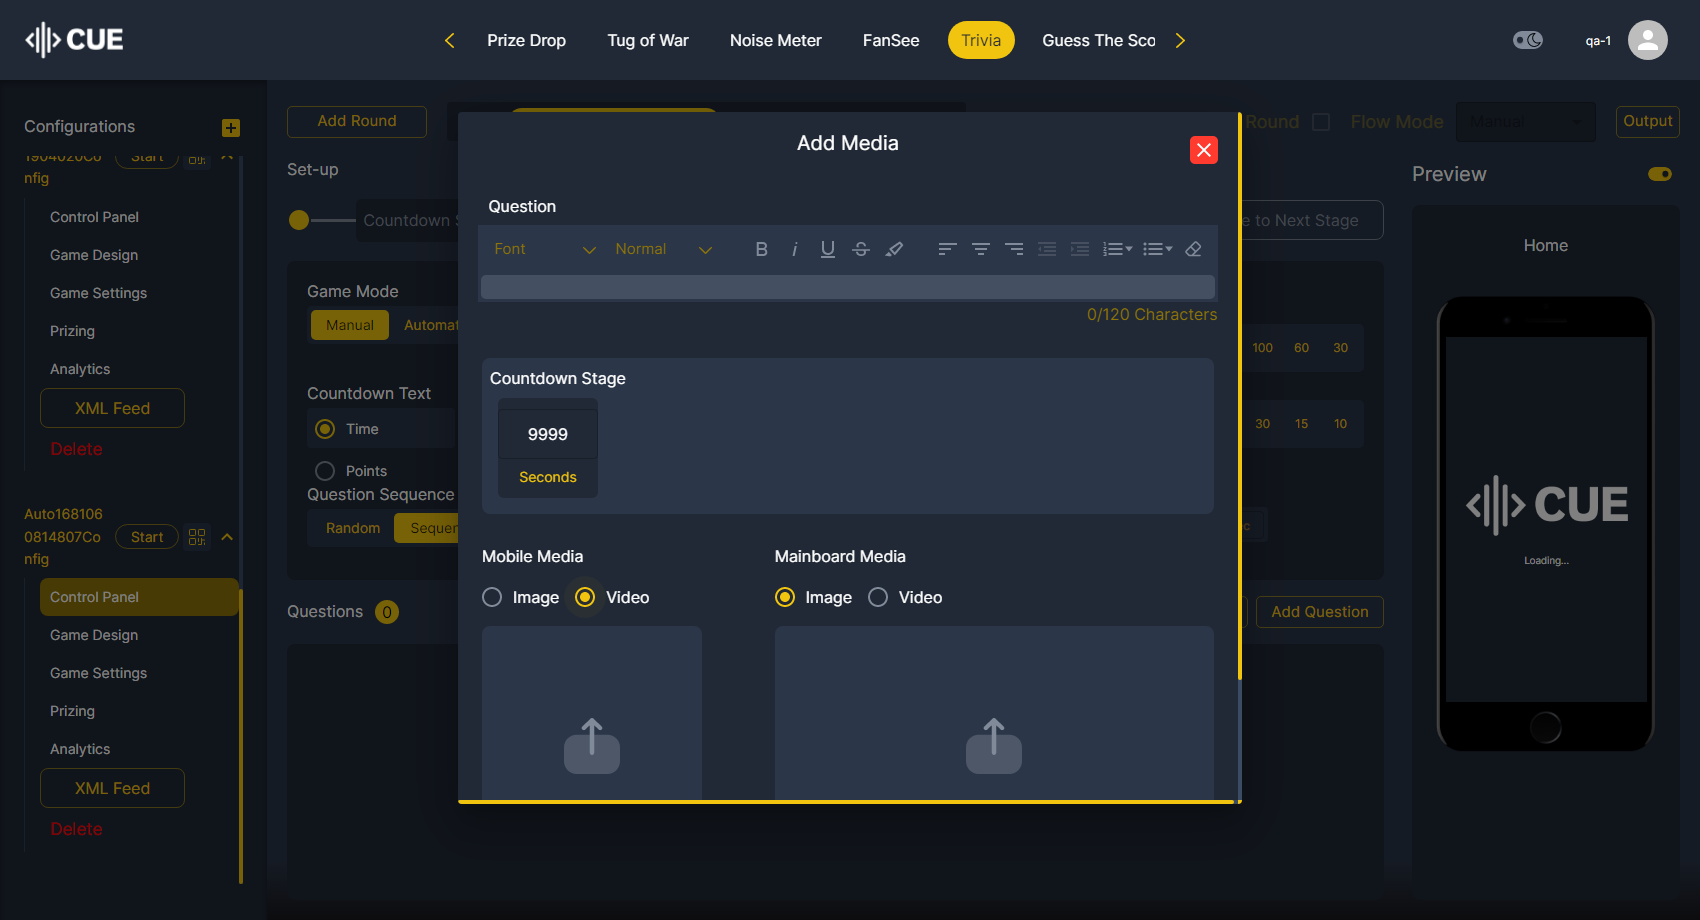 CUE
Prize Drop
Tug of War
Noise Meter
FanSee
Trivia
Guess The Sco
qa-1
Configurations
nfig
Start
Control Panel
Game Design
Game Settings
Prizing
Analytics
XML Feed
Delete
Auto168106
0814807Co
nfig
Start
Control Panel
Game Design
Game Settings
Prizing
Analytics
XML Feed
Delete
Add Round
Round
Flow Mode
Manual
Output
Set-up
Countdown S
e to Next Stage
Game Mode
Manual
Automat
Countdown Text
Time
Points
Question Sequence
Random
Sequen
100
60
30
30
15
10
Questions
0
Add Question
Add Media
Question
Font
Normal
0/120 Characters
Countdown Stage
9999
Seconds
Mobile Media
Image
Video
Mainboard Media
Image
Video
Preview
Home
CUE
Loading...